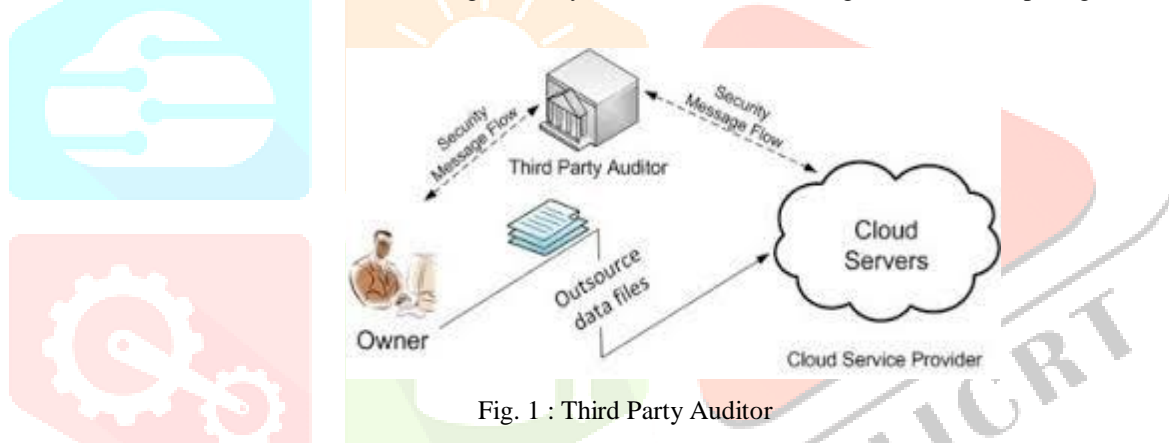 Security
Message Flow
Security
Message Flow
Third Party Auditor
Cloud
Servers
Outsource
data files
Owner
Cloud Service Provider
Fig. 1 : Third Party Auditor
IJCRT